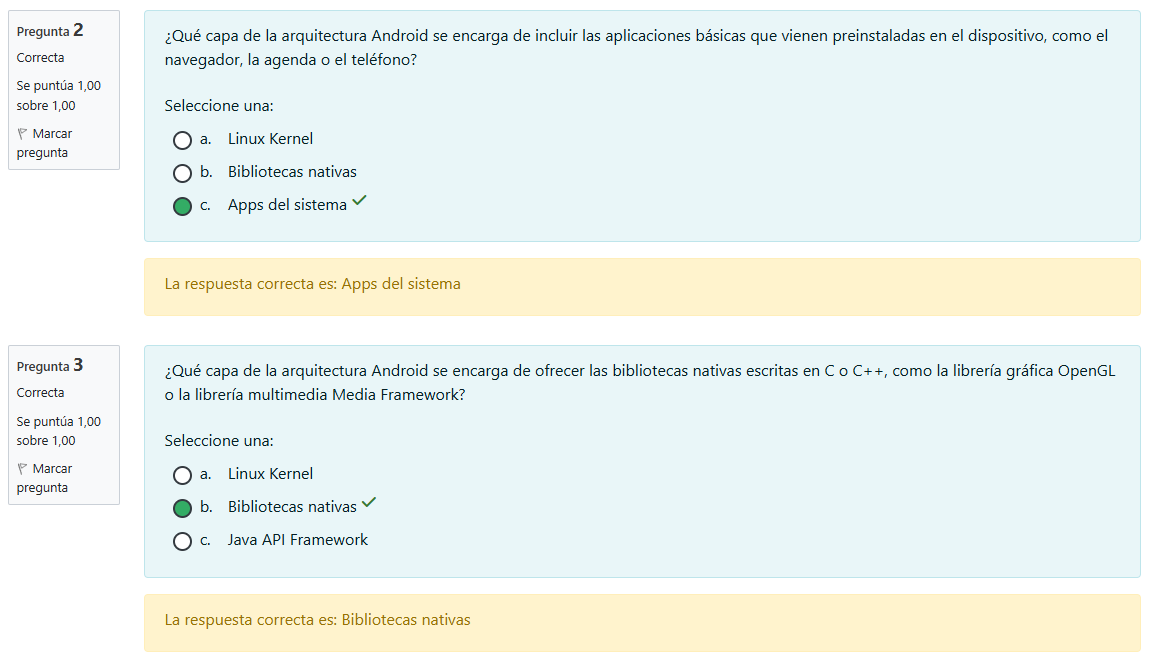 Pregunta 2
Correcta
Se puntúa 1,00
sobre 1,00
Marcar
pregunta
¿Qué capa de la arquitectura Android se encarga de incluir las aplicaciones básicas que vienen preinstaladas en el dispositivo, como el
navegador, la agenda o el teléfono?
Seleccione una:
a. Linux Kernel
b. Bibliotecas nativas
c. Apps del sistema
La respuesta correcta es: Apps del sistema
Pregunta 3
Correcta
Se puntúa 1,00
sobre 1,00
Marcar
pregunta
¿Qué capa de la arquitectura Android se encarga de ofrecer las bibliotecas nativas escritas en C o C++, como la librería gráfica OpenGL
o la librería multimedia Media Framework?
Seleccione una:
a. Linux Kernel
b. Bibliotecas nativas
c. Java API Framework
La respuesta correcta es: Bibliotecas nativas